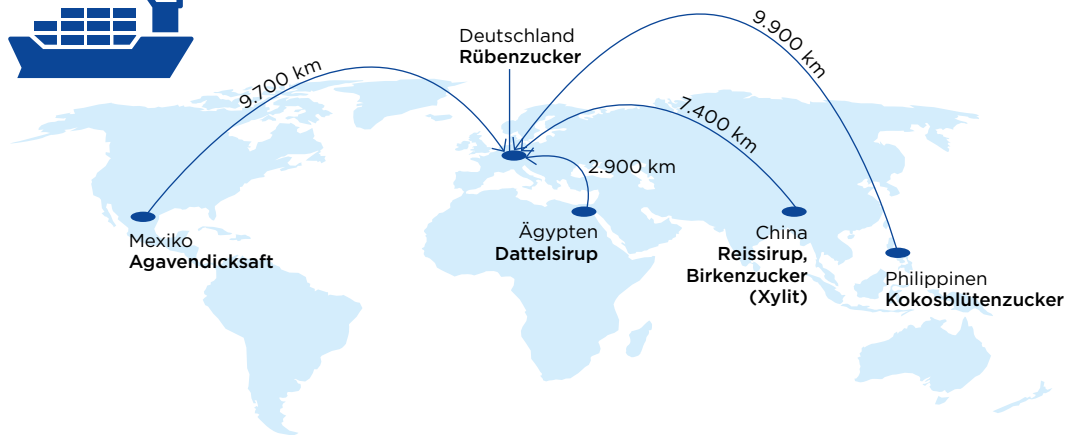 9.900 km
Deutschland
Rübenzucker
9.700 km
7.400 km
2.900 km
Mexiko
Agavendicksaft
Ägypten
Dattelsirup
China
Reissirup,
Birkenzucker
(Xylit)
Philippinen
Kokosblütenzucker